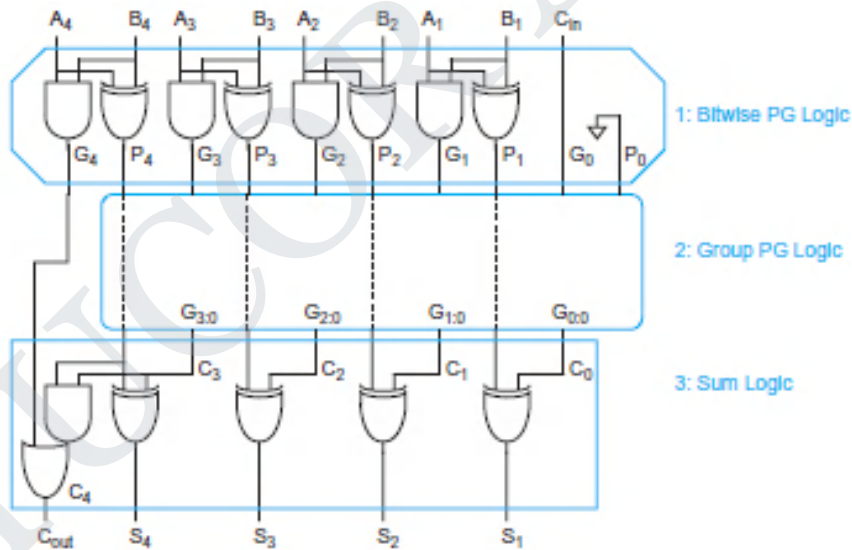 A4 B4 A3 B3 A2 B2 A1 B1 Cin
1: Bitwise PG Logic
G4 P4 G3 P3 G2 P2 G1 P1 G0 P0
2: Group PG Logic
G3:0 G2:0 G1:0 G0:0
C3 C2 C1 C0
3: Sum Logic
C4
Cout S4 S3 S2 S1